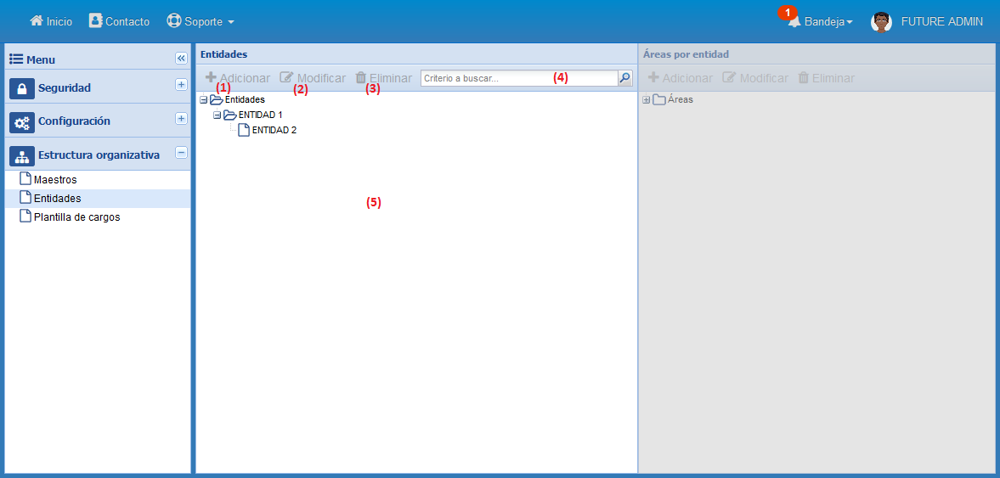 Inicio Contacto Soporte 1 Bandeja FUTURE ADMIN
Menu
Seguridad
Configuración
Estructura organizativa
Maestros
Entidades
Plantilla de cargos
Entidades
Adicionar Modificar Eliminar Criterio a buscar...
(1) (2) (3) (4)
Entidades
ENTIDAD 1
ENTIDAD 2
(5)
Áreas por entidad
Adicionar Modificar Eliminar
Áreas